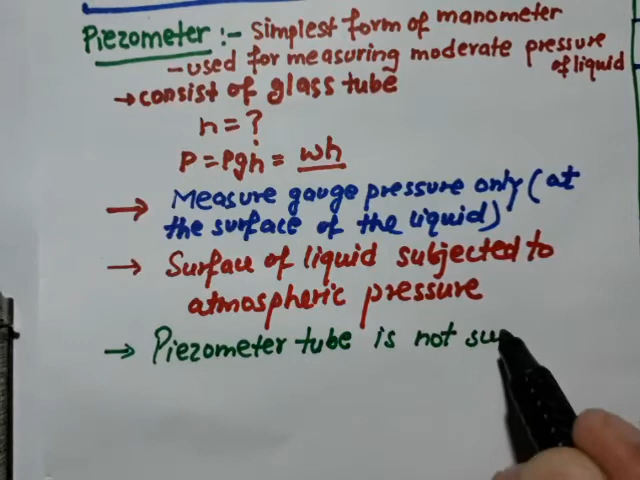 Piezometer :- simplest form of manometer
- used for measuring moderate pressure
of liquid
→ consist of glass tube
h = ?
P = ρgh = wh
→ Measure gauge pressure only (at
the surface of the liquid)
→ Surface of liquid subjected to
atmospheric pressure
→ Piezometer tube is not su